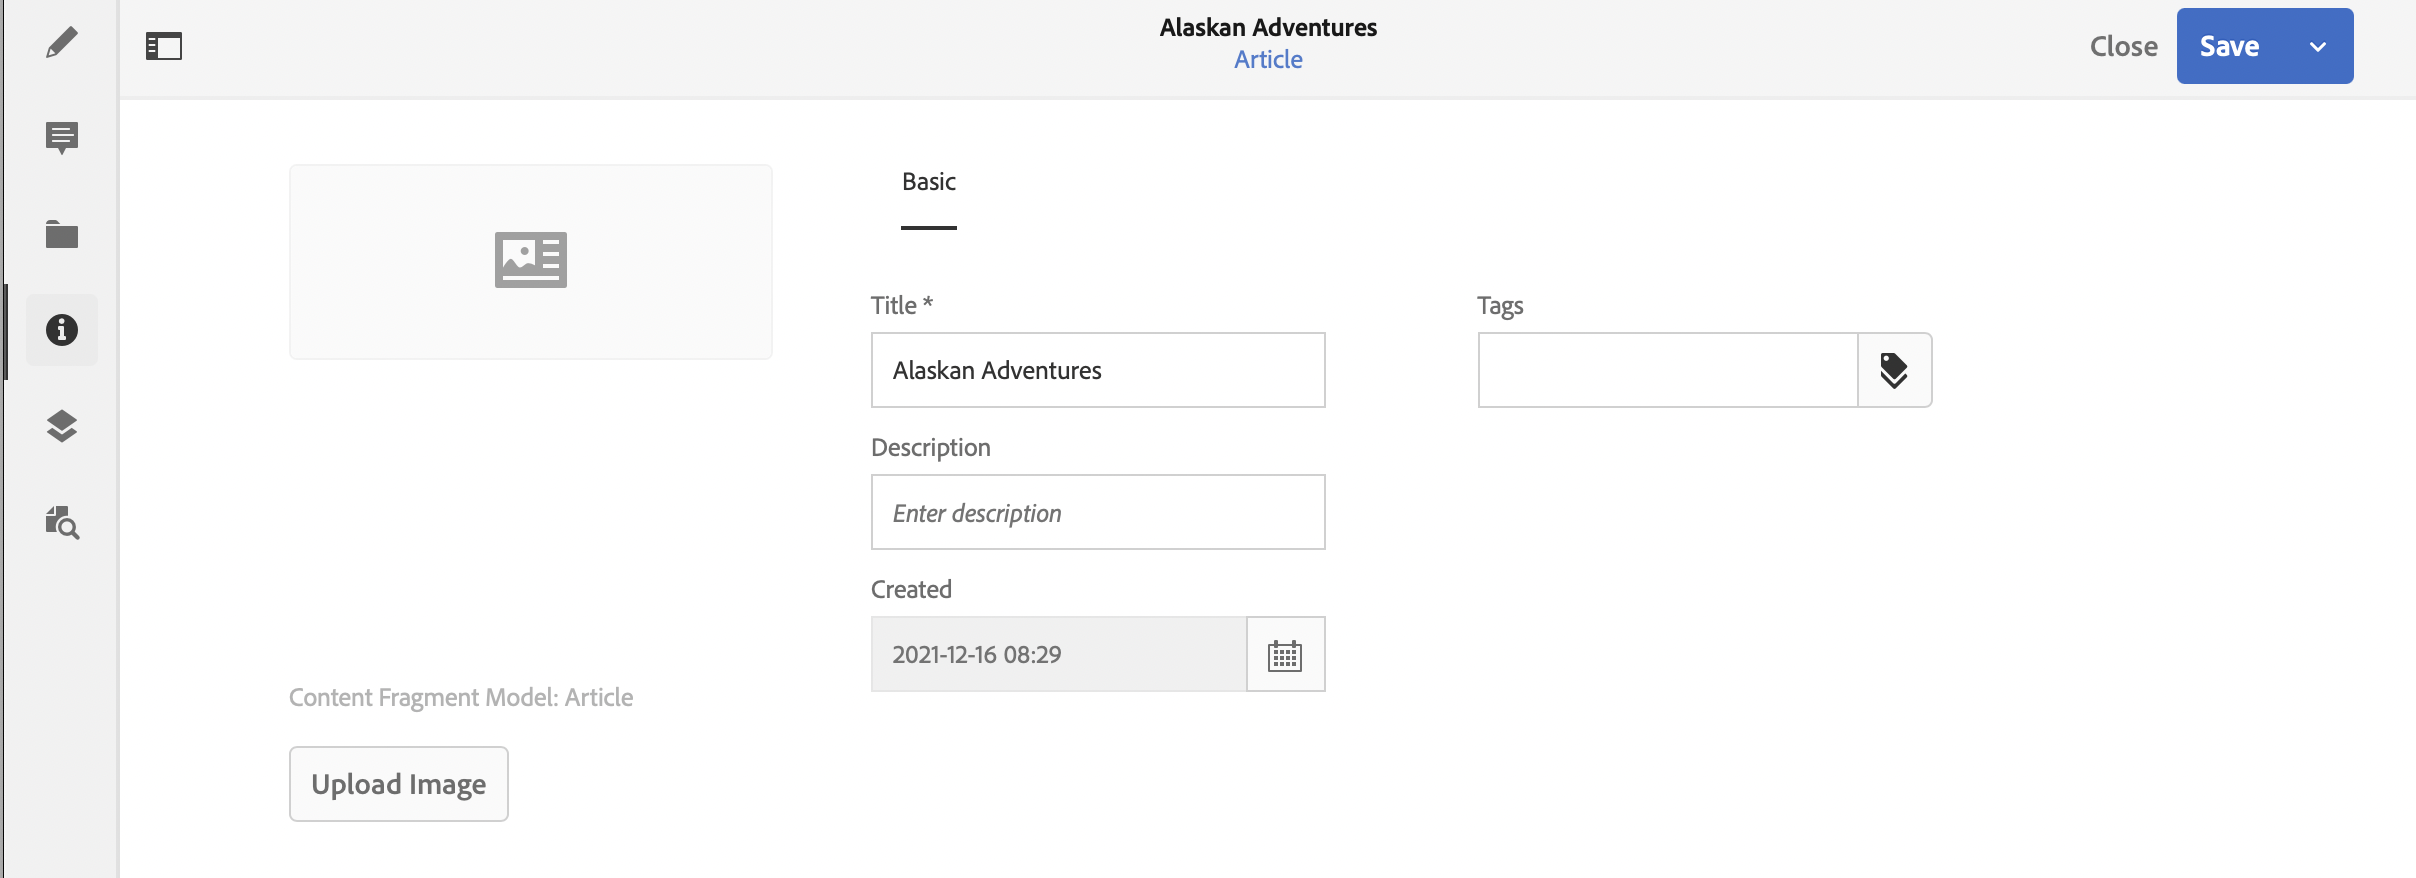 Alaskan Adventures
Article
Close
Save
Basic
Title *
Alaskan Adventures
Tags
Description
Enter description
Created
2021-12-16 08:29
Content Fragment Model: Article
Upload Image